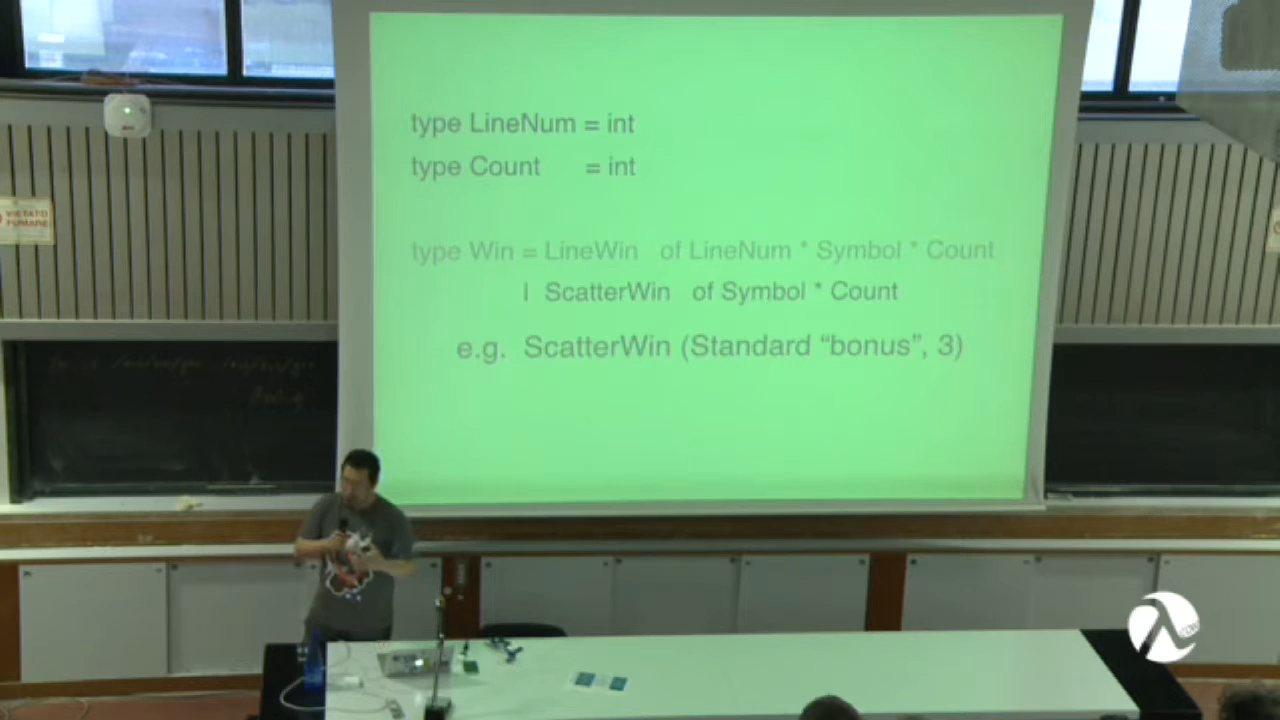 type LineNum = int
type Count = int
type Win = LineWin of LineNum * Symbol * Count
| ScatterWin of Symbol * Count
e.g. ScatterWin (Standard “bonus”, 3)
VIETATO
FUMARE